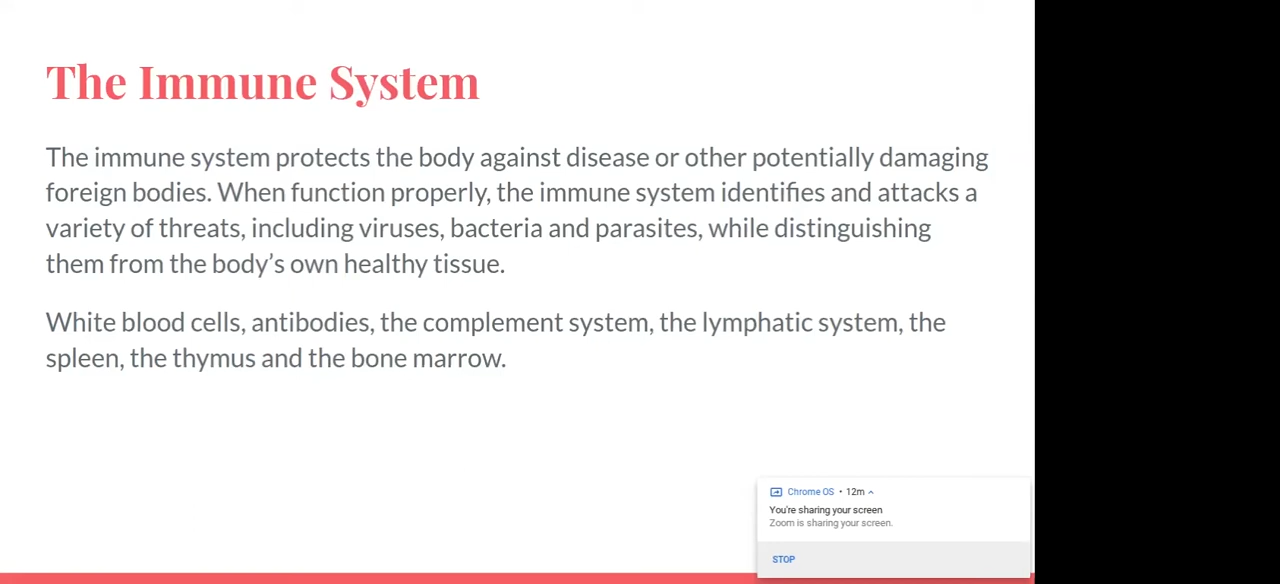 The Immune System
The immune system protects the body against disease or other potentially damaging
foreign bodies. When function properly, the immune system identifies and attacks a
variety of threats, including viruses, bacteria and parasites, while distinguishing
them from the body's own healthy tissue.
White blood cells, antibodies, the complement system, the lymphatic system, the
spleen, the thymus and the bone marrow.
Chrome OS • 12m
You're sharing your screen
Zoom is sharing your screen.
STOP